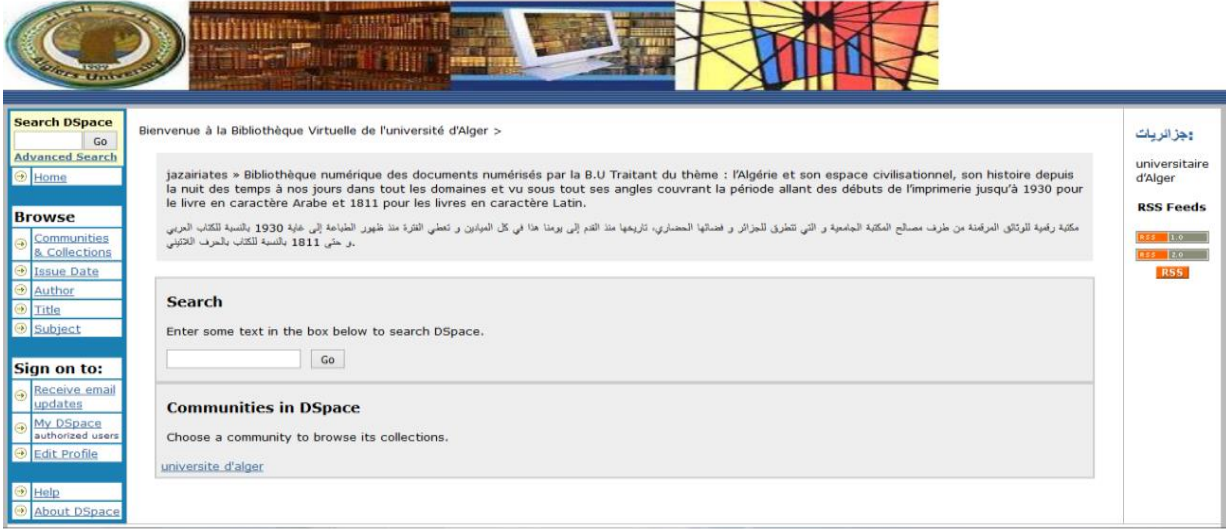 جامعة الجزائر
1909
Algiers University
Search DSpace
Go
Advanced Search
Home
Browse
Communities
& Collections
Issue Date
Author
Title
Subject
Sign on to:
Receive email
updates
My DSpace
authorized users
Edit Profile
Help
About DSpace
Bienvenue à la Bibliothèque Virtuelle de l'université d'Alger >
jazairiates » Bibliothèque numérique des documents numérisés par la B.U Traitant du thème : l'Algérie et son espace civilisationnel, son histoire depuis
la nuit des temps à nos jours dans tout les domaines et vu sous tout ses angles couvrant la période allant des débuts de l'imprimerie jusqu'à 1930 pour
le livre en caractère Arabe et 1811 pour les livres en caractère Latin.
مكتبة رقمية للوثائق المرقمنة من طرف مصالح المكتبة الجامعية و التي تتطرق للجزائر و فضائها الحضاري، تاريخها منذ القدم إلى يومنا هذا في كل الميادين و تغطي الفترة منذ ظهور الطباعة إلى غاية 1930 بالنسبة للكتاب العربي
و حتى 1811 بالنسبة للكتاب بالحرف اللاتيني.
Search
Enter some text in the box below to search DSpace.
Go
Communities in DSpace
Choose a community to browse its collections.
universite d'alger
جزائريات:
universitaire
d'Alger
RSS Feeds
RSS 1.0
RSS 2.0
RSS